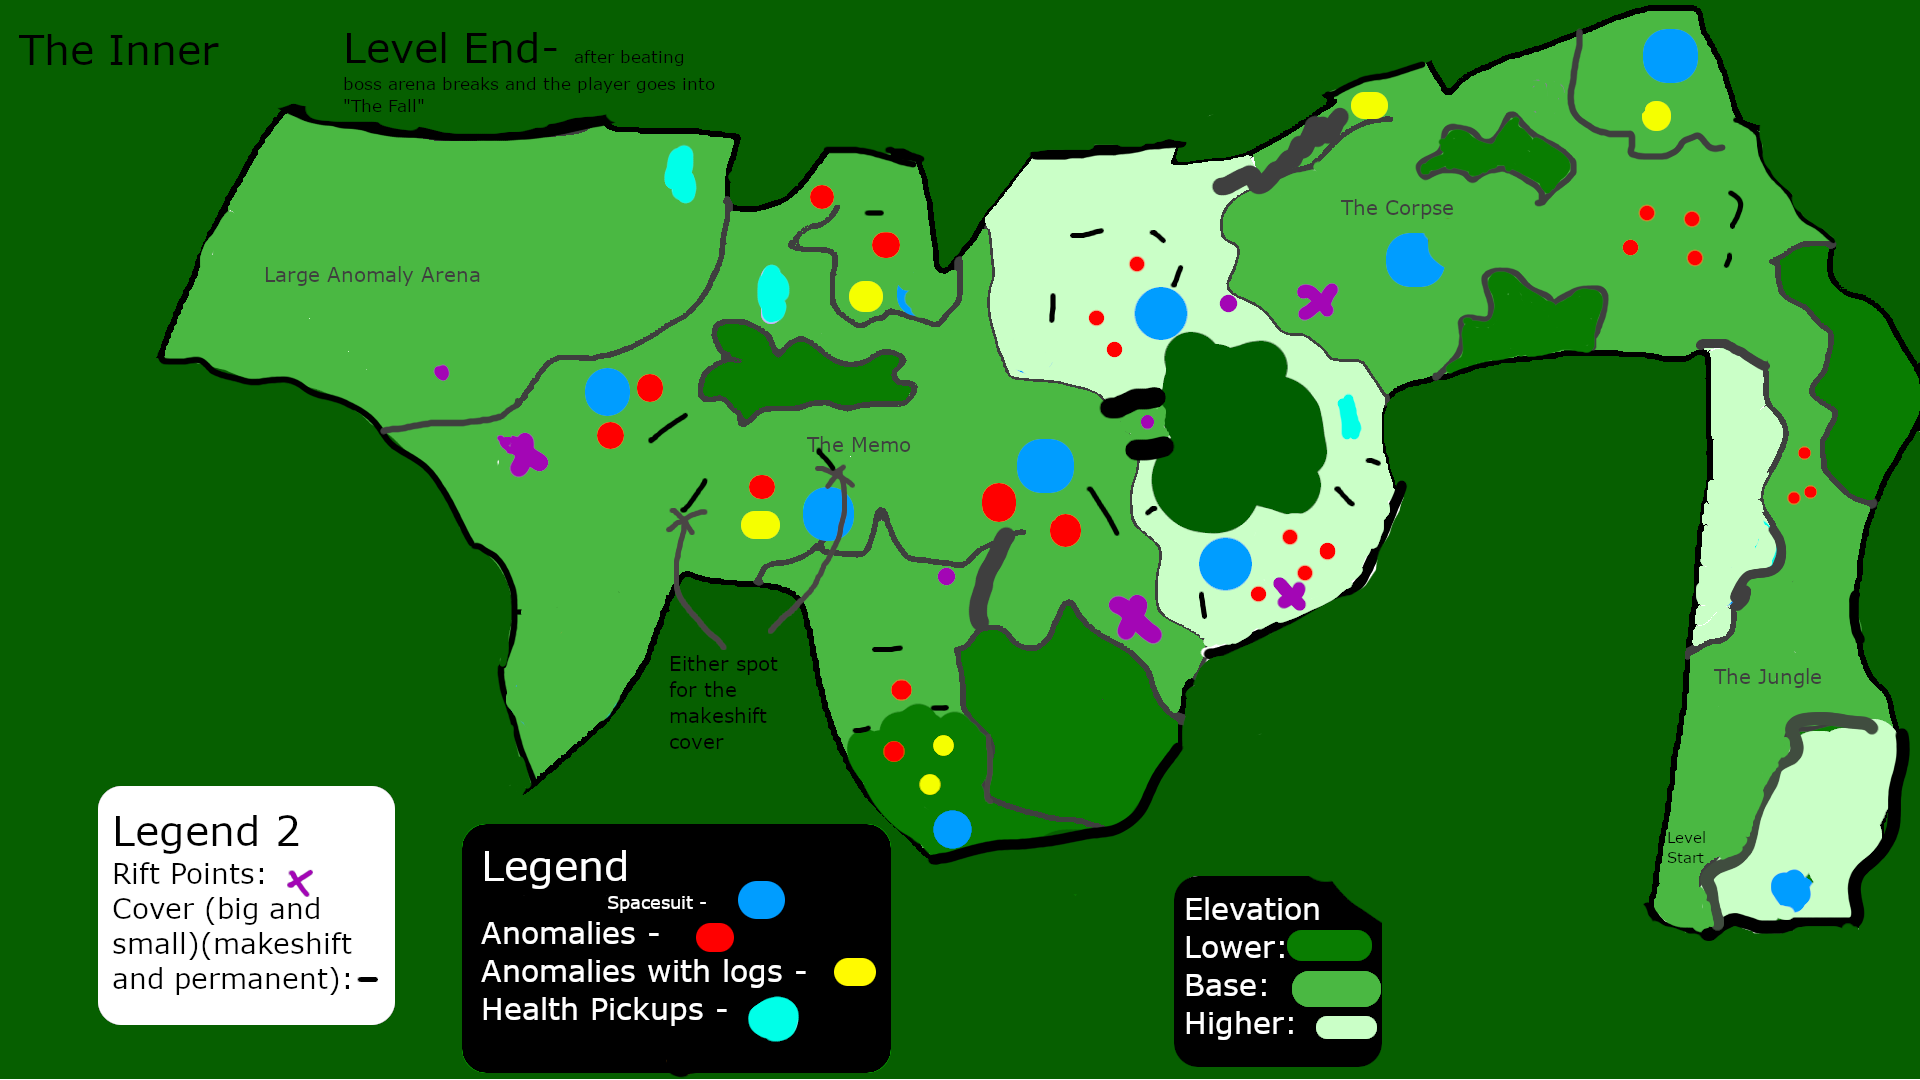 The Inner
Level End- after beating
boss arena breaks and the player goes into
"The Fall"
Large Anomaly Arena
The Corpse
The Memo
Either spot
for the
makeshift
cover
The Jungle
Level
Start
Legend 2
Rift Points:
Cover (big and
small)(makeshift
and permanent):
Legend
Spacesuit -
Anomalies -
Anomalies with logs -
Health Pickups -
Elevation
Lower:
Base:
Higher: